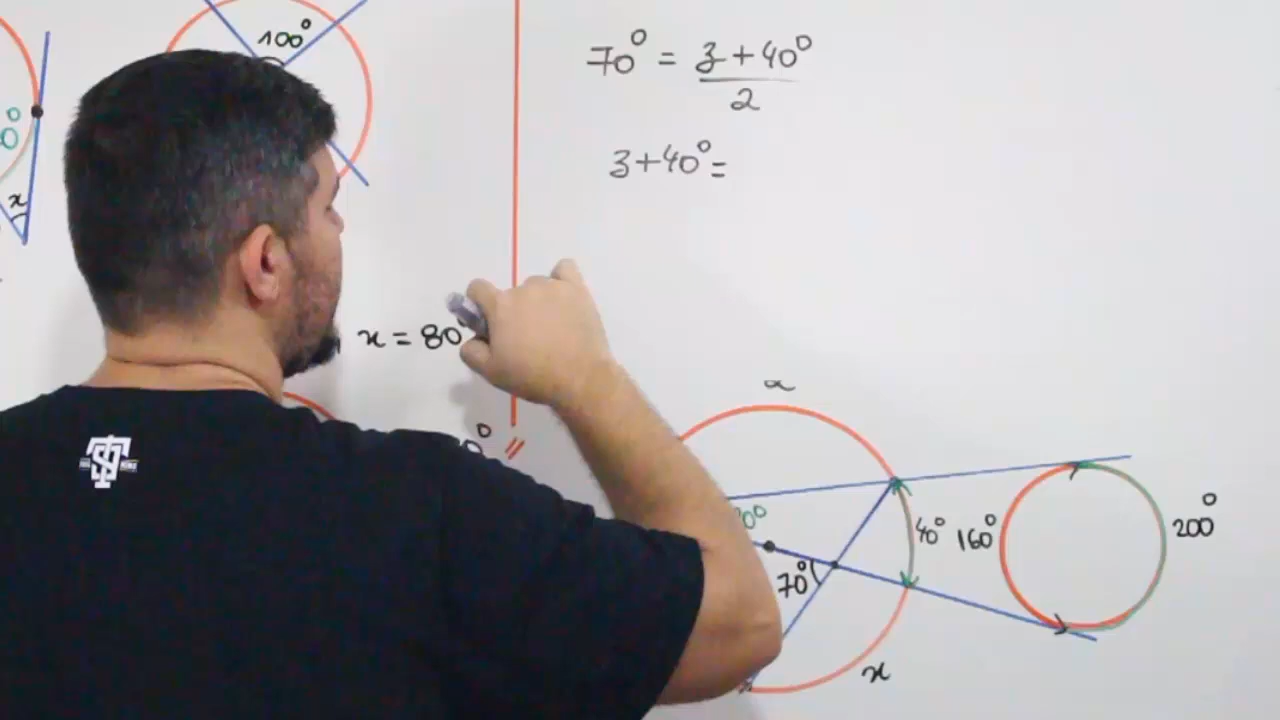 100°
70° = z + 40°
2
z + 40° =
x
x = 80°
a
40°
160°
200°
70°
x